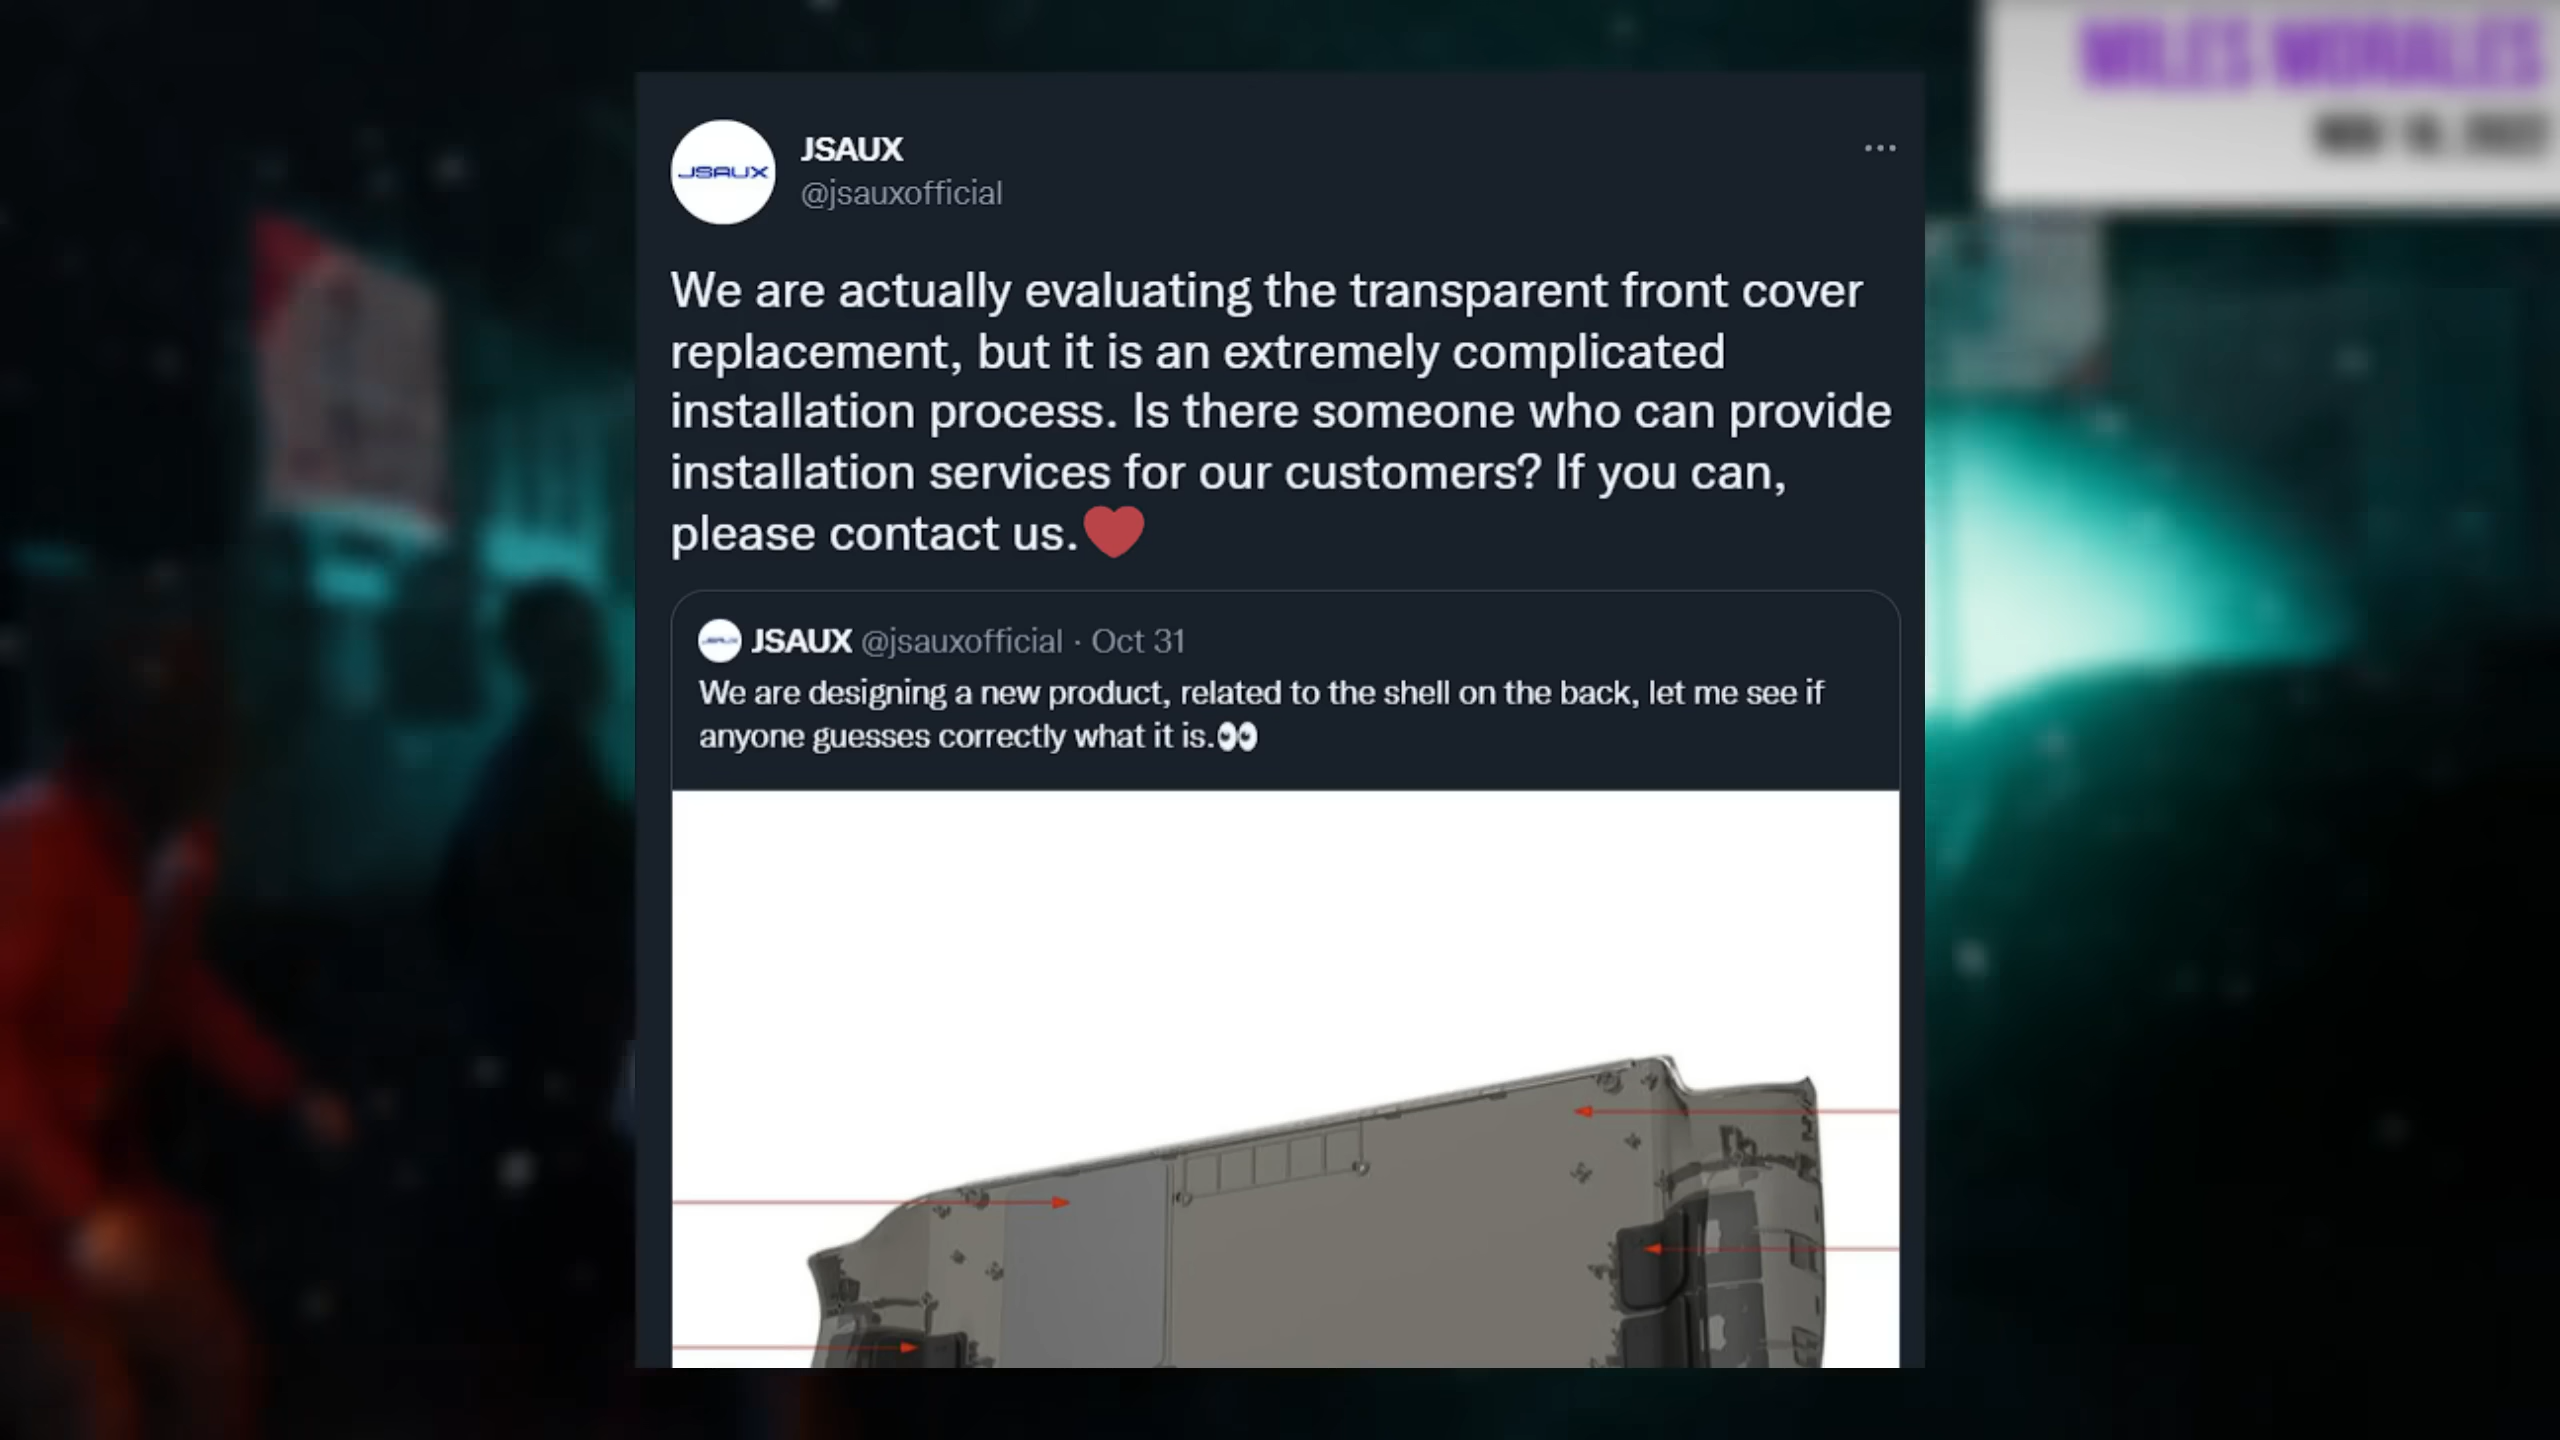 MILES MORALES
JSAUX
JSAUX
@jsauxofficial
We are actually evaluating the transparent front cover
replacement, but it is an extremely complicated
installation process. Is there someone who can provide
installation services for our customers? If you can,
please contact us.❤
JSAUX @jsauxofficial · Oct 31
We are designing a new product, related to the shell on the back, let me see if
anyone guesses correctly what it is.👀